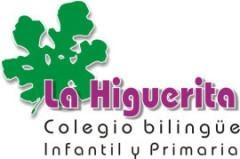 La Higuerita
Colegio bilingüe
Infantil y Primaria